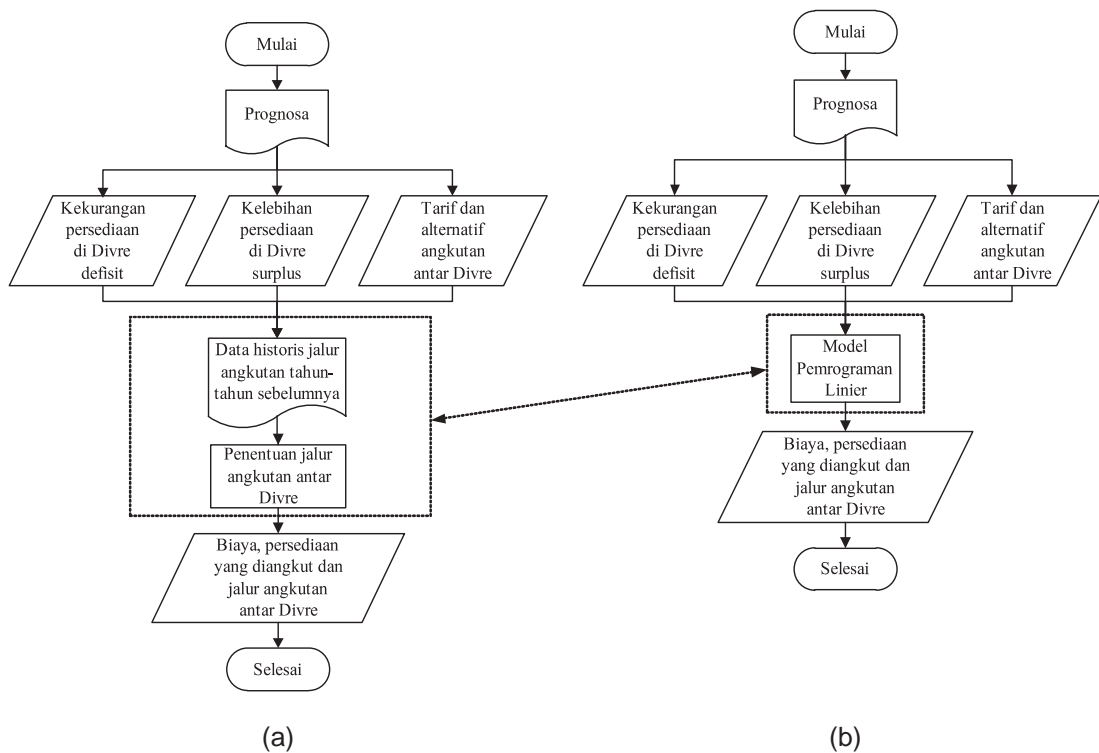 Mulai
Prognosa
Kekurangan
persediaan
di Divre
defisit
Kelebihan
persediaan
di Divre
surplus
Tarif dan
alternatif
angkutan
antar Divre
Data historis jalur
angkutan tahun-
tahun sebelumnya
Penentuan jalur
angkutan antar
Divre
Biaya, persediaan
yang diangkut dan
jalur angkutan
antar Divre
Selesai
(a)
Mulai
Prognosa
Kekurangan
persediaan
di Divre
defisit
Kelebihan
persediaan
di Divre
surplus
Tarif dan
alternatif
angkutan
antar Divre
Model
Pemrograman
Linier
Biaya, persediaan
yang diangkut dan
jalur angkutan
antar Divre
Selesai
(b)